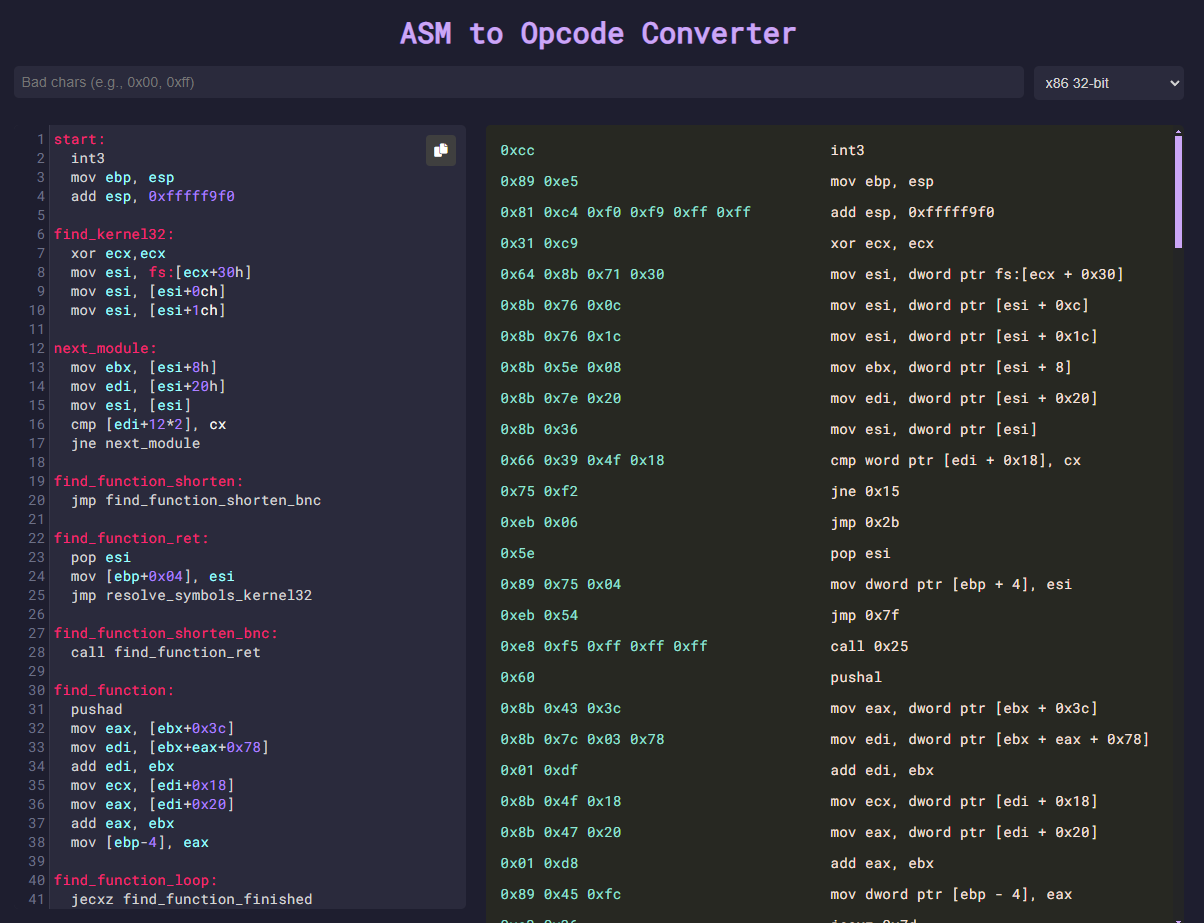 ASM to Opcode Converter
Bad chars (e.g., 0x00, 0xff)
x86 32-bit
1 start:
2 int3
3 mov ebp, esp
4 add esp, 0xfffff9f0
5
6 find_kernel32:
7 xor ecx,ecx
8 mov esi, fs:[ecx+30h]
9 mov esi, [esi+0ch]
10 mov esi, [esi+1ch]
11
12 next_module:
13 mov ebx, [esi+8h]
14 mov edi, [esi+20h]
15 mov esi, [esi]
16 cmp [edi+12*2], cx
17 jne next_module
18
19 find_function_shorten:
20 jmp find_function_shorten_bnc
21
22 find_function_ret:
23 pop esi
24 mov [ebp+0x04], esi
25 jmp resolve_symbols_kernel32
26
27 find_function_shorten_bnc:
28 call find_function_ret
29
30 find_function:
31 pushad
32 mov eax, [ebx+0x3c]
33 mov edi, [ebx+eax+0x78]
34 add edi, ebx
35 mov ecx, [edi+0x18]
36 mov eax, [edi+0x20]
37 add eax, ebx
38 mov [ebp-4], eax
39
40 find_function_loop:
41 jecxz find_function_finished
0xcc int3
0x89 0xe5 mov ebp, esp
0x81 0xc4 0xf0 0xf9 0xff 0xff add esp, 0xfffff9f0
0x31 0xc9 xor ecx, ecx
0x64 0x8b 0x71 0x30 mov esi, dword ptr fs:[ecx + 0x30]
0x8b 0x76 0x0c mov esi, dword ptr [esi + 0xc]
0x8b 0x76 0x1c mov esi, dword ptr [esi + 0x1c]
0x8b 0x5e 0x08 mov ebx, dword ptr [esi + 8]
0x8b 0x7e 0x20 mov edi, dword ptr [esi + 0x20]
0x8b 0x36 mov esi, dword ptr [esi]
0x66 0x39 0x4f 0x18 cmp word ptr [edi + 0x18], cx
0x75 0xf2 jne 0x15
0xeb 0x06 jmp 0x2b
0x5e pop esi
0x89 0x75 0x04 mov dword ptr [ebp + 4], esi
0xeb 0x54 jmp 0x7f
0xe8 0xf5 0xff 0xff 0xff call 0x25
0x60 pushal
0x8b 0x43 0x3c mov eax, dword ptr [ebx + 0x3c]
0x8b 0x7c 0x03 0x78 mov edi, dword ptr [ebx + eax + 0x78]
0x01 0xdf add edi, ebx
0x8b 0x4f 0x18 mov ecx, dword ptr [edi + 0x18]
0x8b 0x47 0x20 mov eax, dword ptr [edi + 0x20]
0x01 0xd8 add eax, ebx
0x89 0x45 0xfc mov dword ptr [ebp - 4], eax